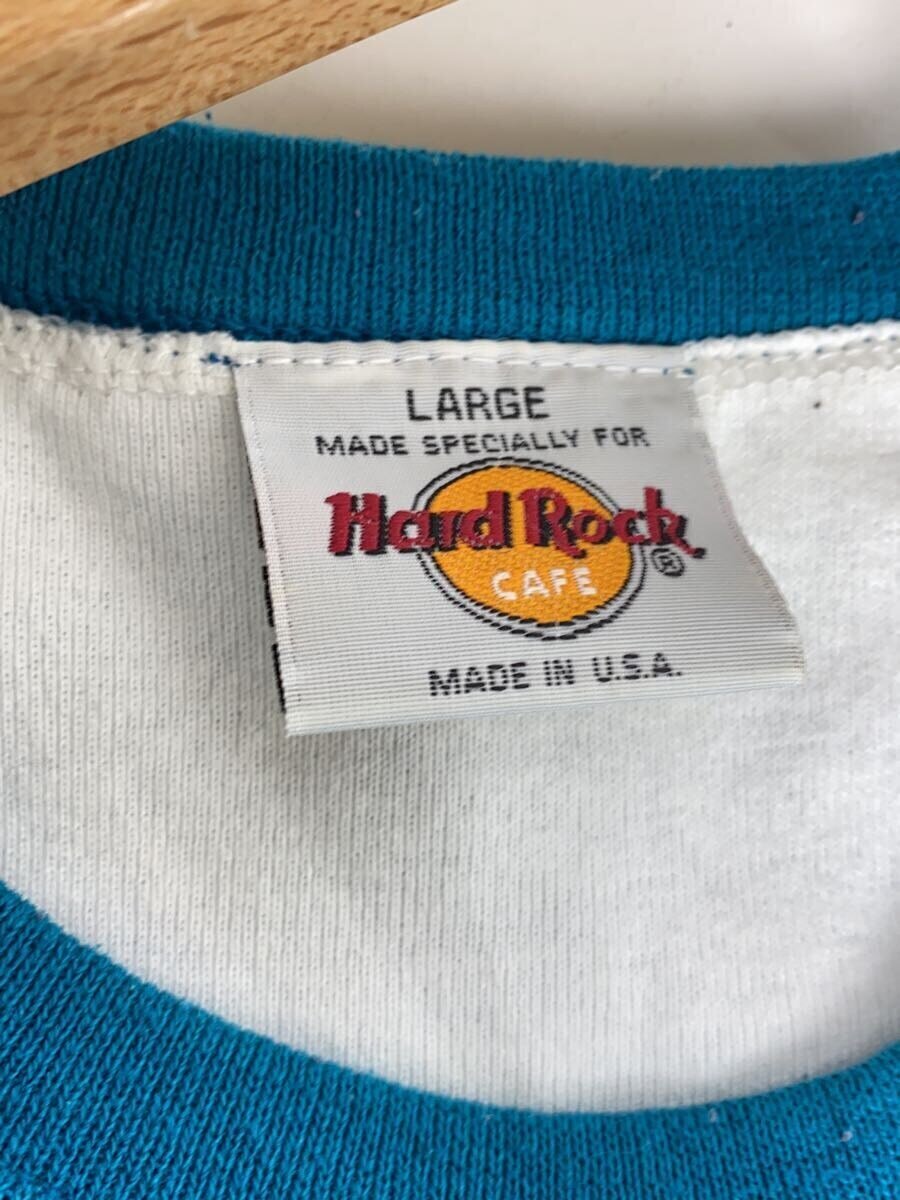 LARGE
MADE SPECIALLY FOR
Hard Rock
CAFE ®
MADE IN U.S.A.